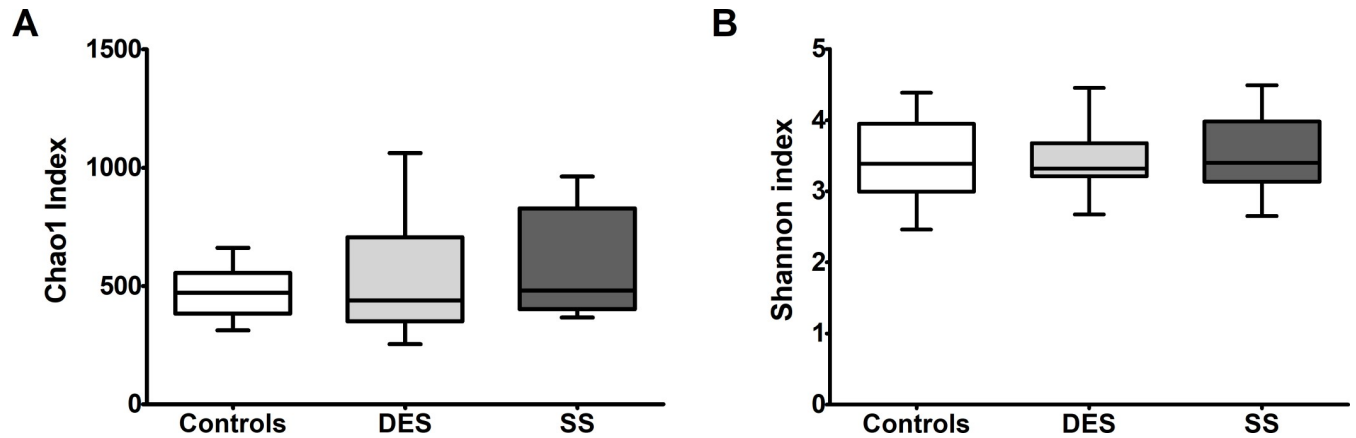 A
Chao1 Index
1500
1000
500
0
Controls DES SS
B
Shannon index
5
4
3
2
1
0
Controls DES SS